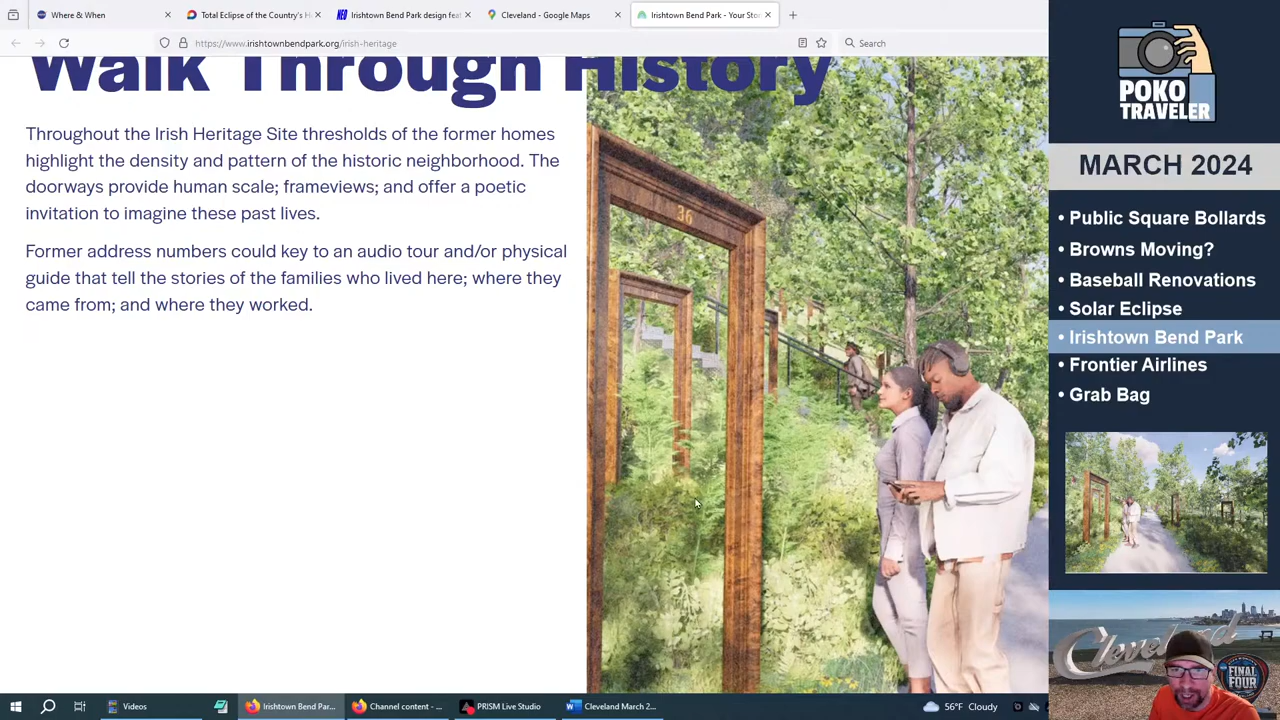 Where & When
Total Eclipse of the Country's H
NEO
Irishtown Bend Park design feat
Cleveland - Google Maps
Irishtown Bend Park - Your Stor
https://www.irishtownbendpark.org/irish-heritage
Search
Walk Through History
Throughout the Irish Heritage Site thresholds of the former homes
highlight the density and pattern of the historic neighborhood. The
doorways provide human scale; frameviews; and offer a poetic
invitation to imagine these past lives.
Former address numbers could key to an audio tour and/or physical
guide that tell the stories of the families who lived here; where they
came from; and where they worked.
36
POKO
TRAVELER
MARCH 2024
• Public Square Bollards
• Browns Moving?
• Baseball Renovations
• Solar Eclipse
• Irishtown Bend Park
• Frontier Airlines
• Grab Bag
Cleveland
FINAL
FOUR
Videos
Irishtown Bend Par...
Channel content - ...
PRISM Live Studio
Cleveland March 2...
56°F Cloudy